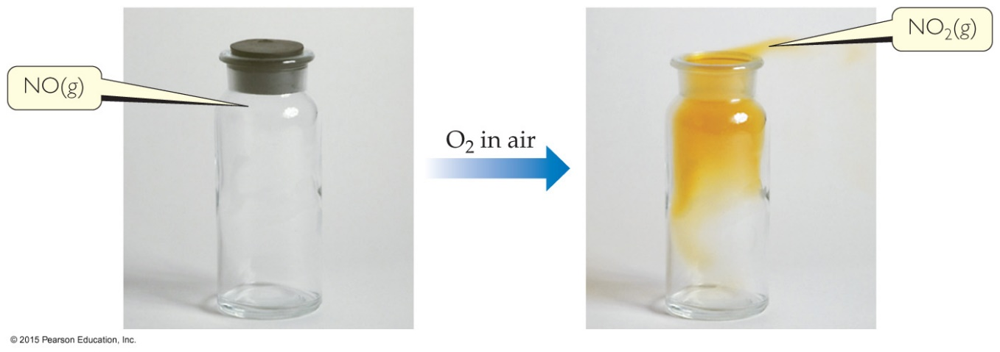 NO(g)
O₂ in air
NO₂(g)
© 2015 Pearson Education, Inc.